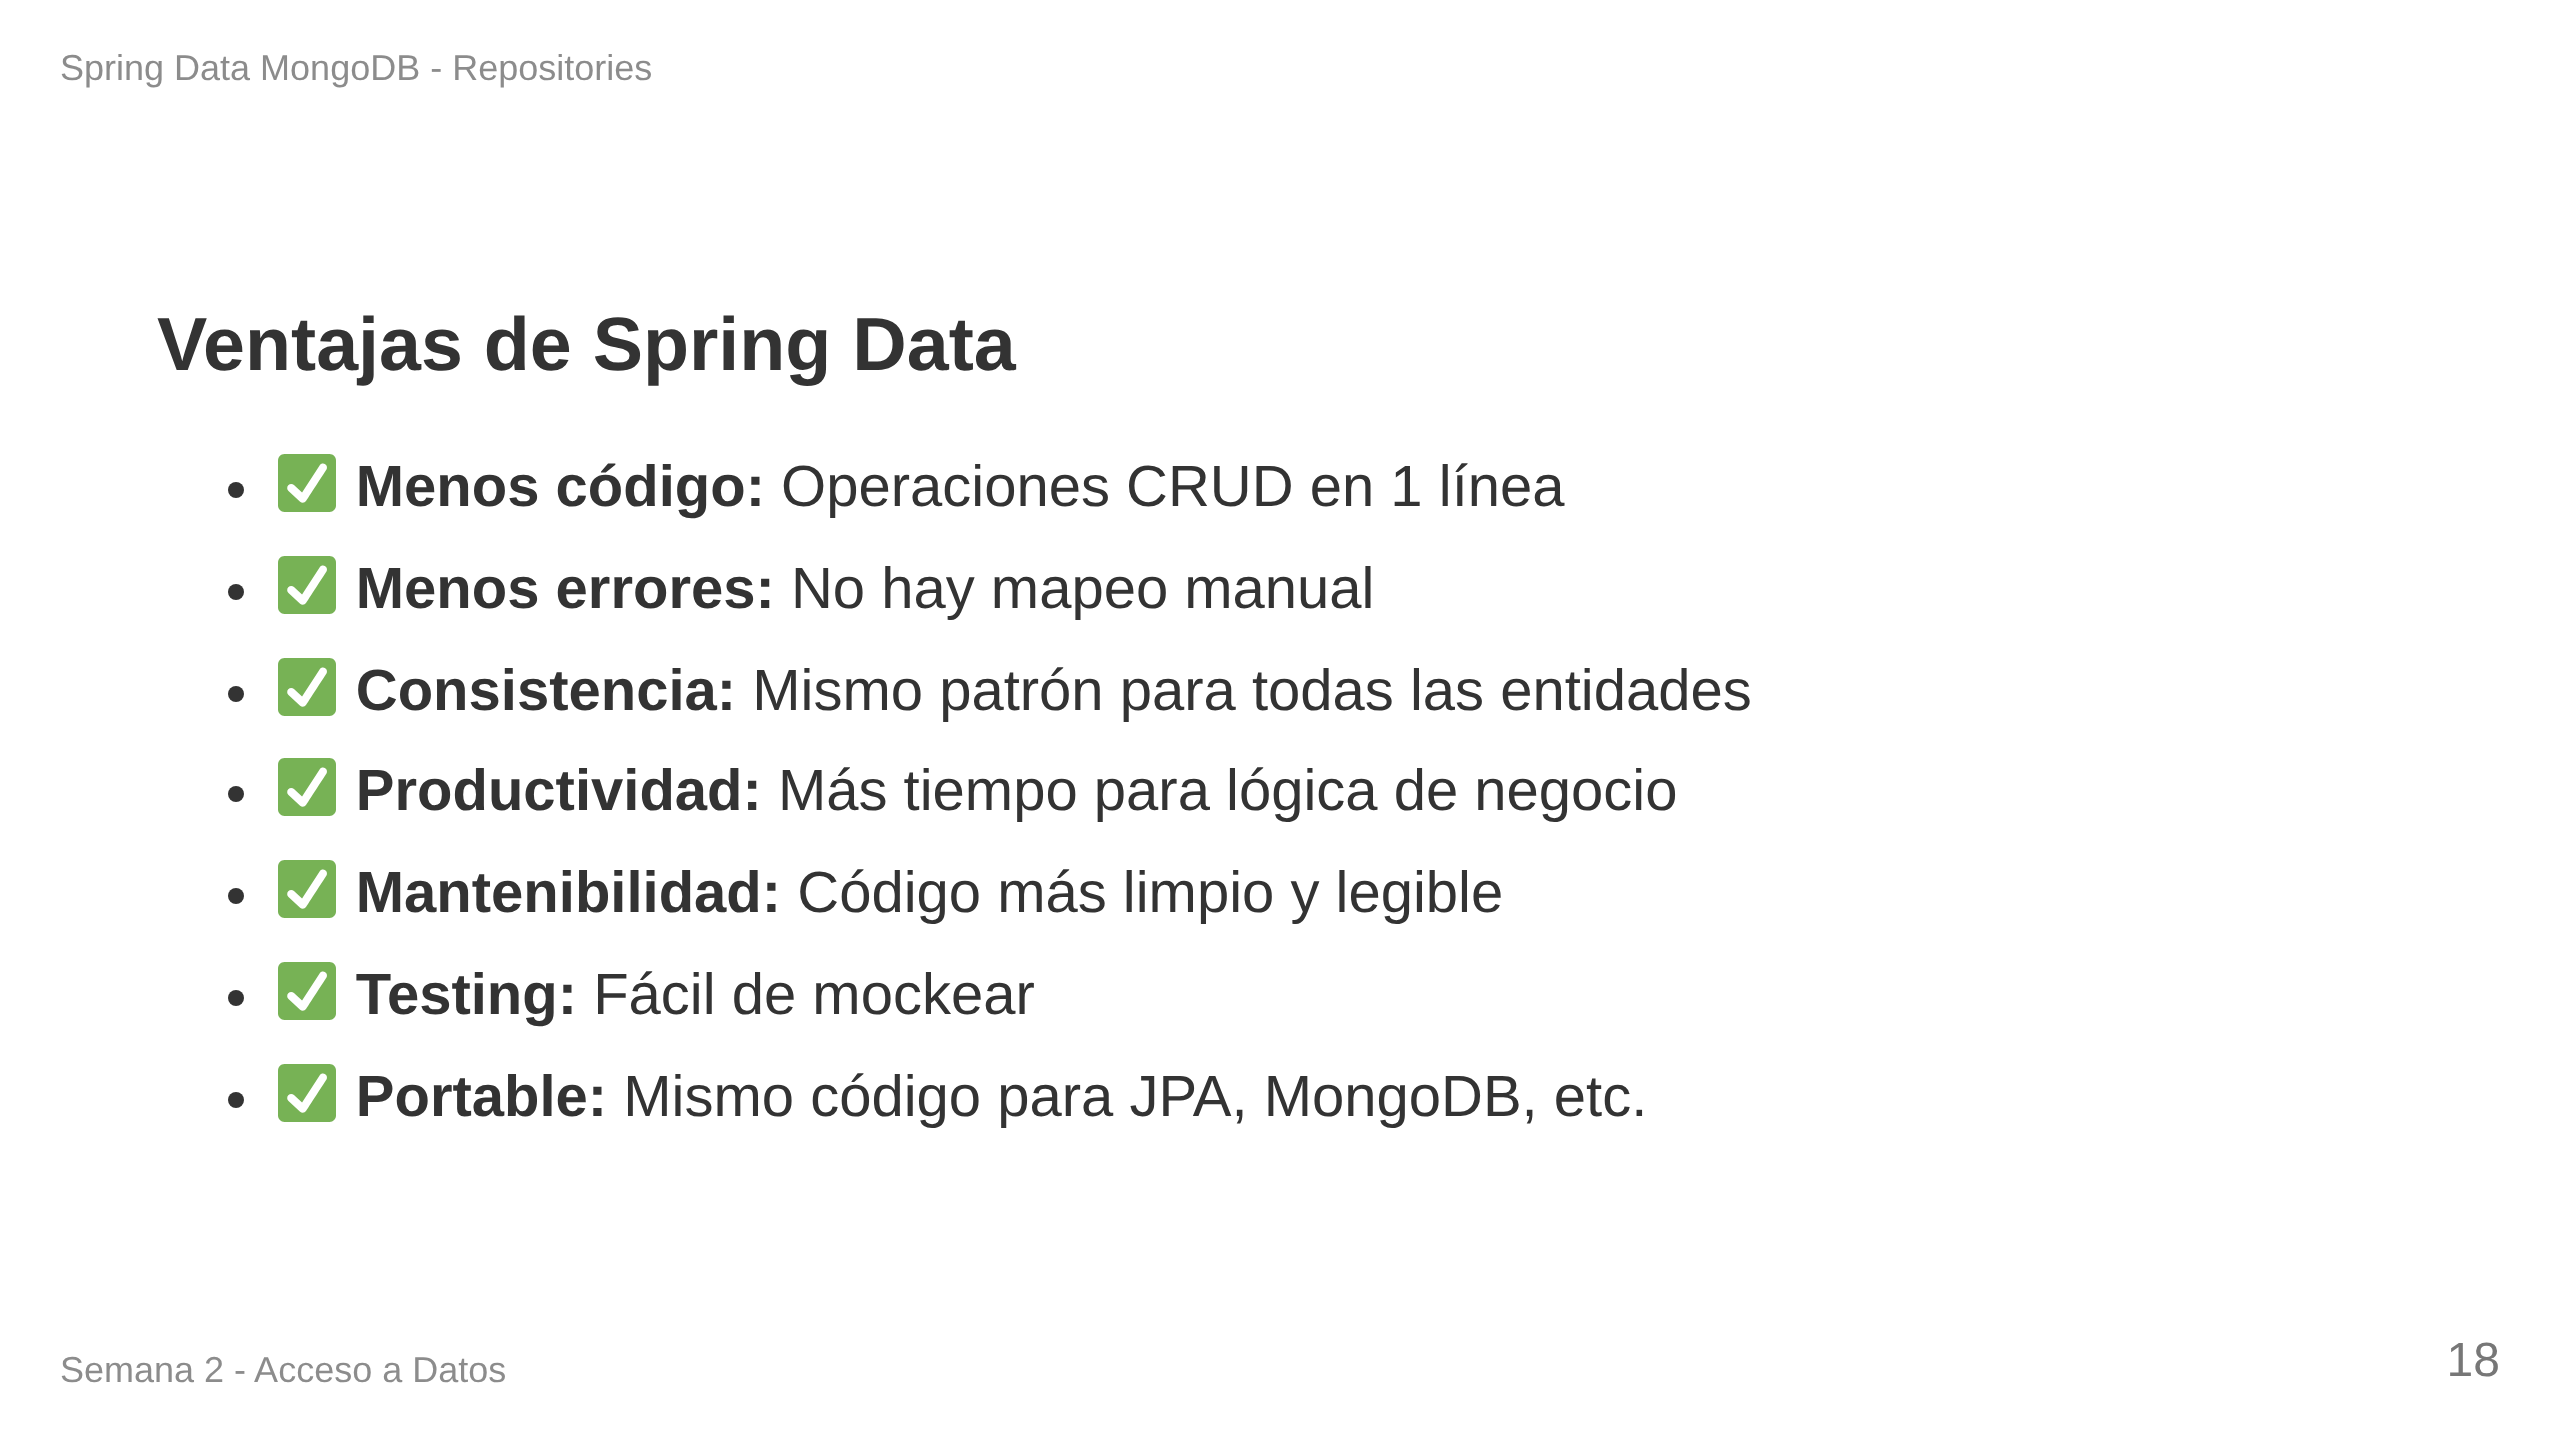 Spring Data MongoDB - Repositories
Ventajas de Spring Data
• ✅ Menos código: Operaciones CRUD en 1 línea
• ✅ Menos errores: No hay mapeo manual
• ✅ Consistencia: Mismo patrón para todas las entidades
• ✅ Productividad: Más tiempo para lógica de negocio
• ✅ Mantenibilidad: Código más limpio y legible
• ✅ Testing: Fácil de mockear
• ✅ Portable: Mismo código para JPA, MongoDB, etc.
Semana 2 - Acceso a Datos
18